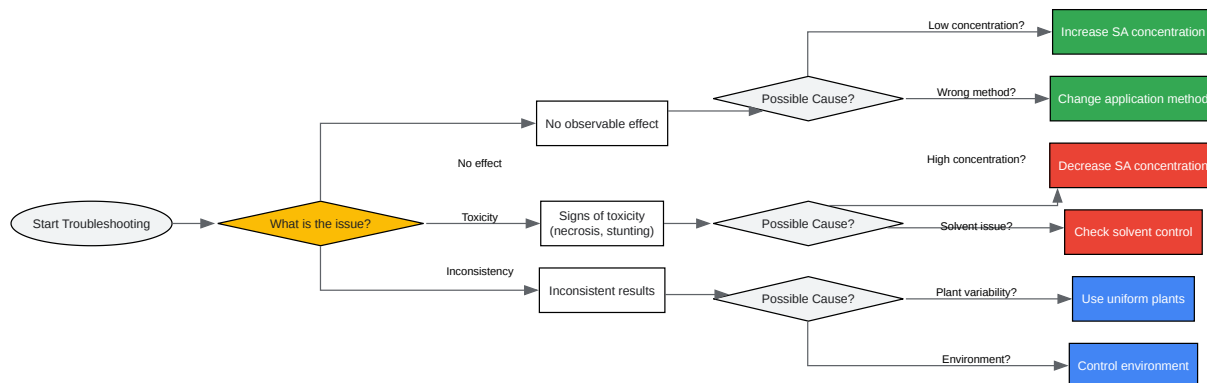 Low concentration?
Increase SA concentration
Possible Cause?
Wrong method?
Change application method
No observable effect
No effect
High concentration?
Decrease SA concentration
Start Troubleshooting
What is the issue?
Toxicity
Signs of toxicity
(necrosis, stunting)
Possible Cause?
Solvent issue?
Check solvent control
Inconsistency
Inconsistent results
Possible Cause?
Plant variability?
Use uniform plants
Environment?
Control environment